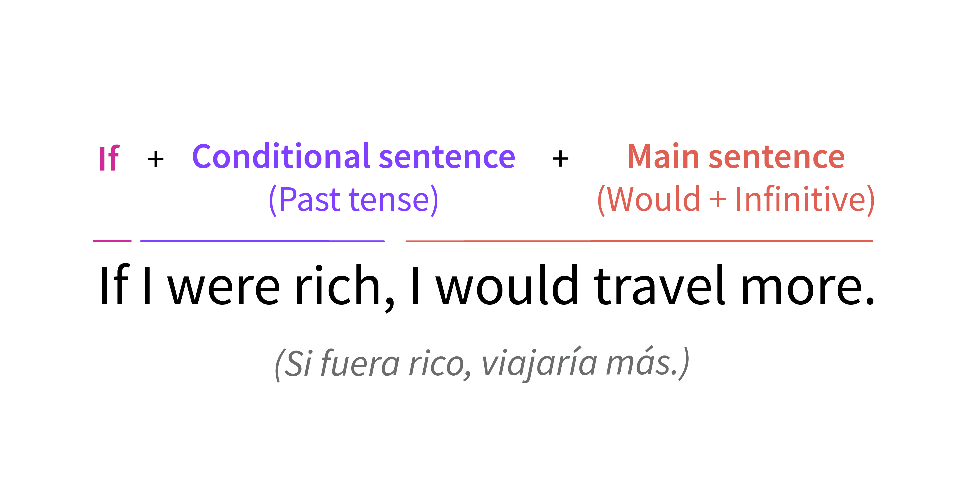 If + Conditional sentence + Main sentence
(Past tense) (Would + Infinitive)
If I were rich, I would travel more.
(Si fuera rico, viajaría más.)